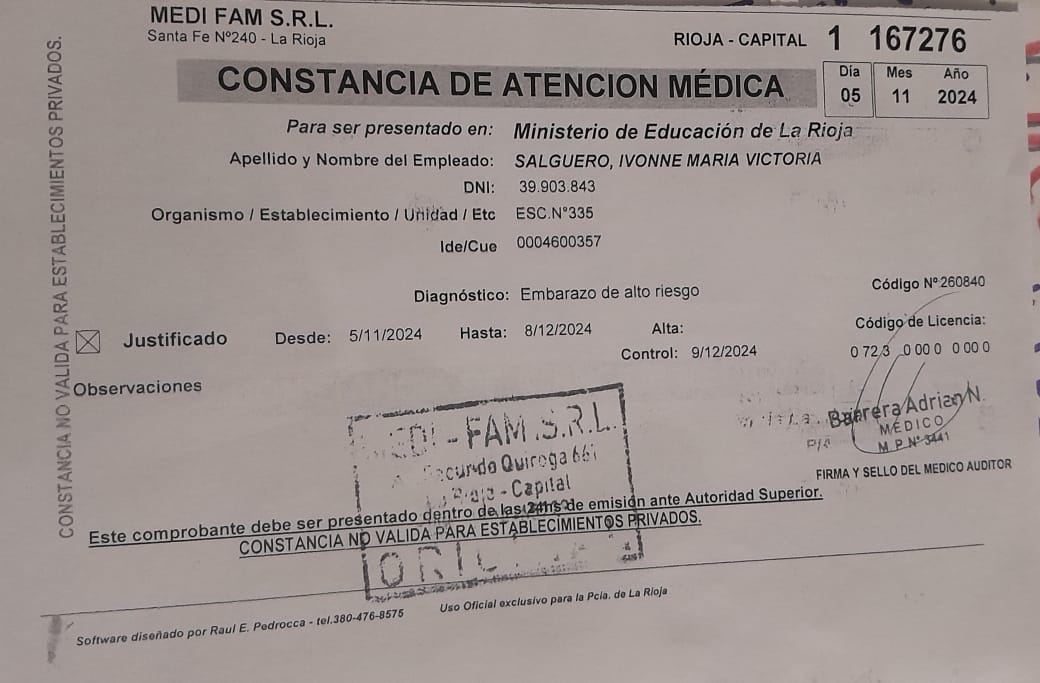 MEDI FAM S.R.L.
Santa Fe Nº240 - La Rioja
RIOJA - CAPITAL 1 167276
CONSTANCIA DE ATENCION MÉDICA
Día Mes Año
05 11 2024
Para ser presentado en: Ministerio de Educación de La Rioja
Apellido y Nombre del Empleado: SALGUERO, IVONNE MARIA VICTORIA
DNI: 39.903.843
Organismo / Establecimiento / Unidad / Etc ESC.N°335
Ide/Cue 0004600357
Diagnóstico: Embarazo de alto riesgo
Código Nº 260840
Justificado Desde: 5/11/2024 Hasta: 8/12/2024 Alta:
Código de Licencia:
Control: 9/12/2024
0 72 3 0 00 0 0 00 0
Observaciones
EDI - FAM S.R.L.
Quiroga
- Capital
Barrera Adrian N.
MÉDICO
M.P.N° 3441
FIRMA Y SELLO DEL MEDICO AUDITOR
Este comprobante debe ser presentado dentro de las 24hs de emisión ante Autoridad Superior.
CONSTANCIA NO VALIDA PARA ESTABLECIMIENTOS PRIVADOS.
ORI
Software diseñado por Raul E. Pedrocca - tel.380-476-8575
Uso Oficial exclusivo para la Pcia. de La Rioja
CONSTANCIA NO VALIDA PARA ESTABLECIMIENTOS PRIVADOS.